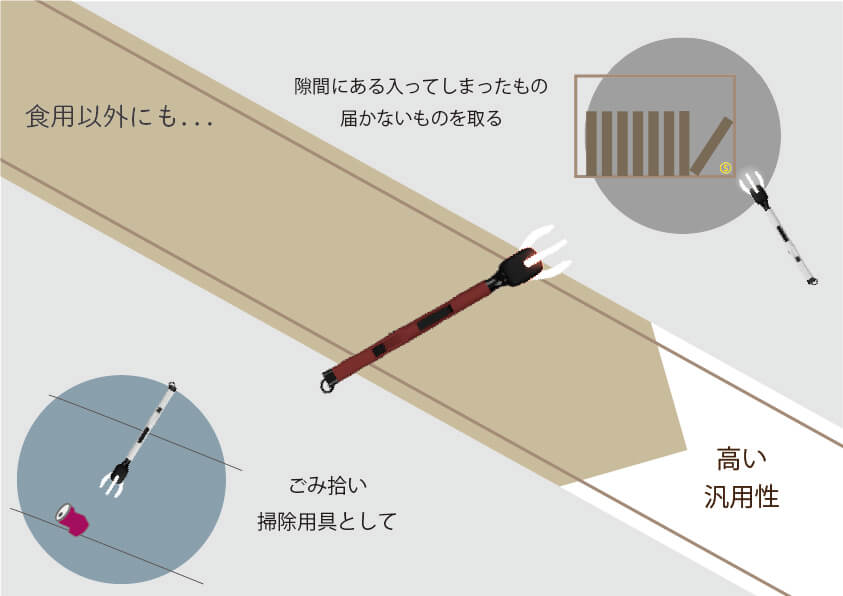 食用以外にも...
隙間にある入ってしまったもの
届かないものを取る
$
高い
汎用性
ごみ拾い
掃除用具として